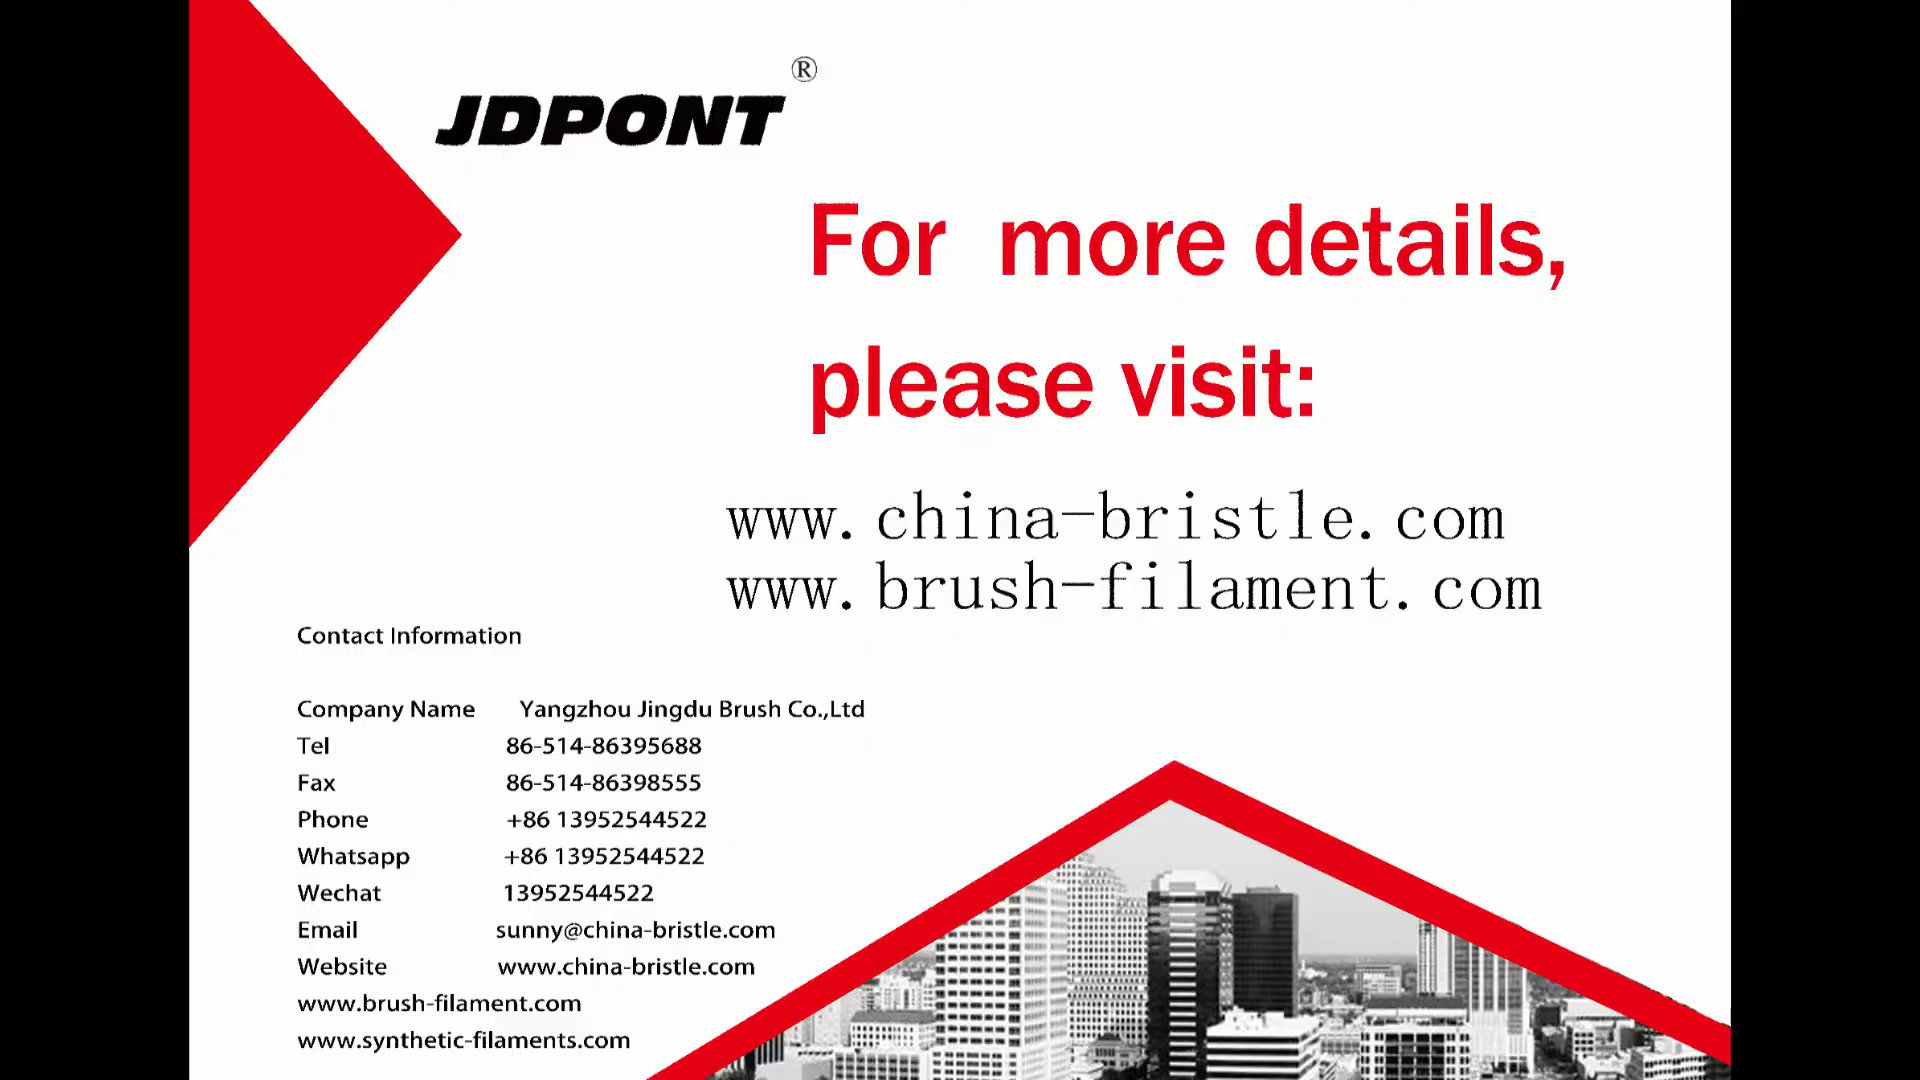 JDPONT®
For more details,
please visit:
www.china-bristle.com
www.brush-filament.com
Contact Information
Company Name Yangzhou Jingdu Brush Co.,Ltd
Tel 86-514-86395688
Fax 86-514-86398555
Phone +86 13952544522
Whatsapp +86 13952544522
Wechat 13952544522
Email sunny@china-bristle.com
Website www.china-bristle.com
www.brush-filament.com
www.synthetic-filaments.com